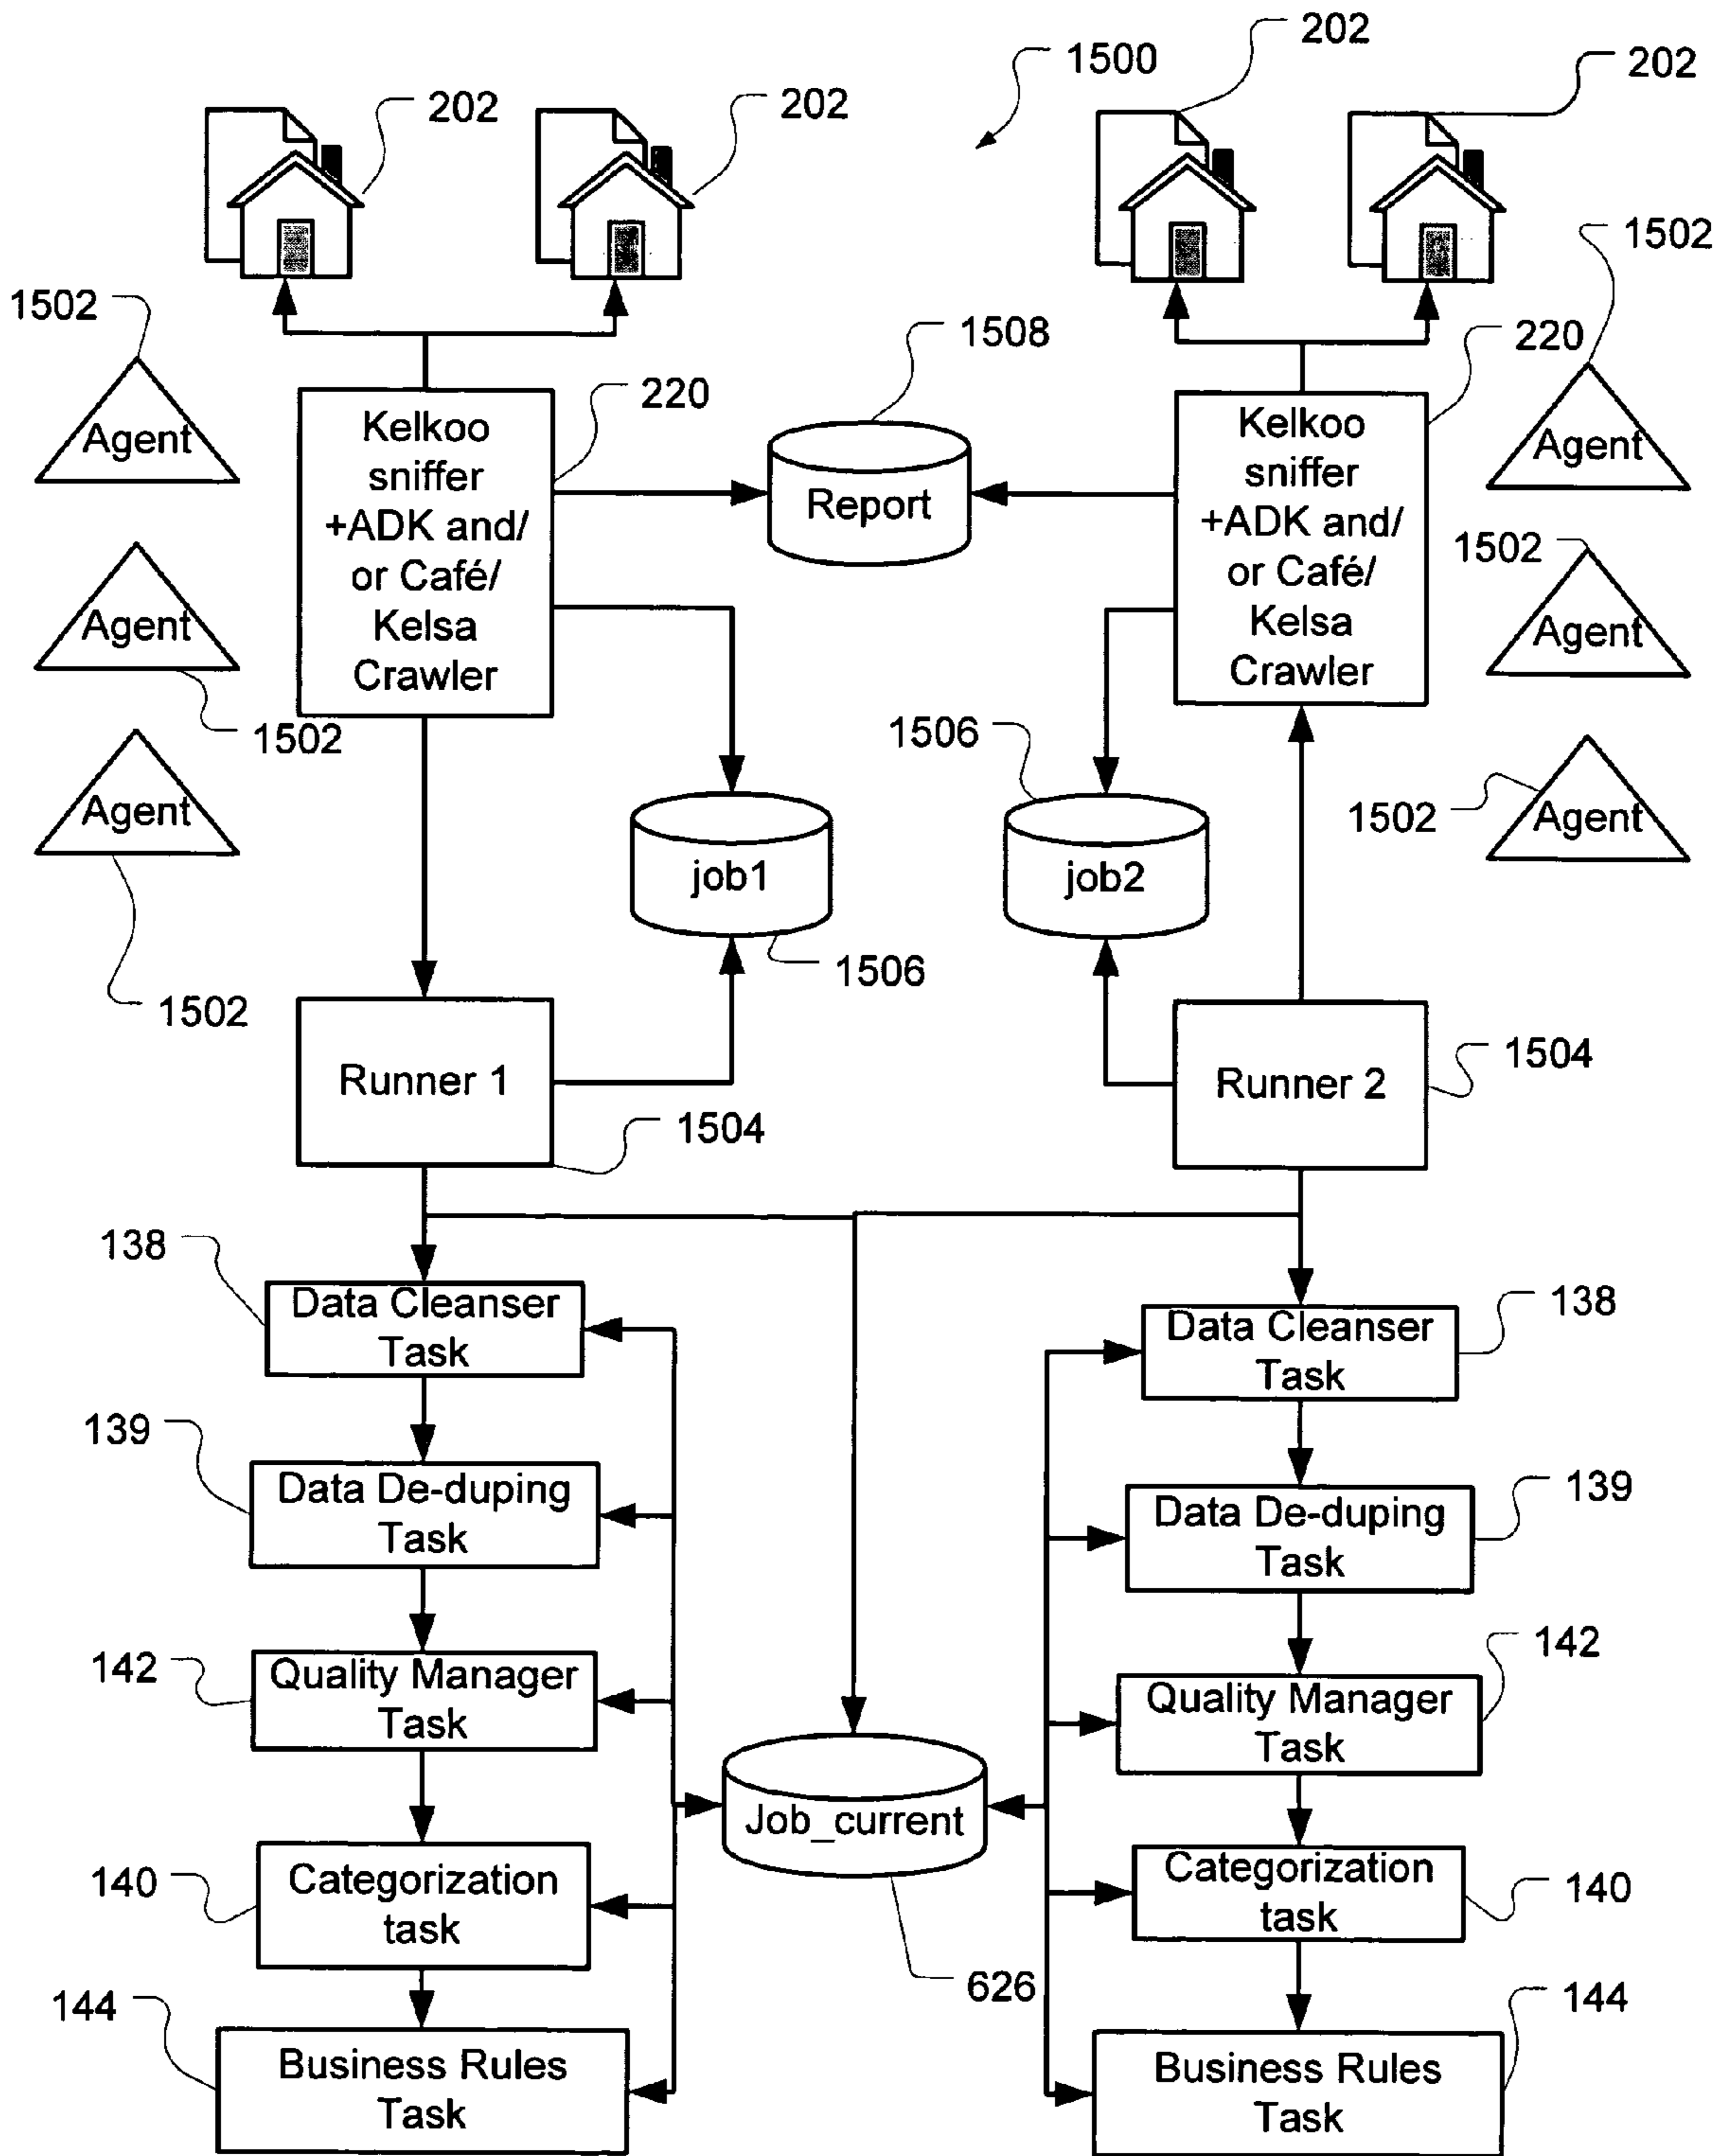 202
1500
202
202
202
1502
1508
1502
220
220
Agent
Kelkoo
sniffer
+ADK and/
or Café/
Kelsa
Crawler
Report
Kelkoo
sniffer
+ADK and/
or Café/
Kelsa
Crawler
Agent
1502
Agent
Agent
1502
1506
Agent
1502
Agent
job1
job2
1506
1502
Runner 1
Runner 2
1504
1504
138
Data Cleanser
Task
Data Cleanser
Task
138
139
Data De-duping
Task
Data De-duping
Task
139
142
Quality Manager
Task
Quality Manager
Task
142
Job_current
140
Categorization
task
Categorization
task
140
626
144
Business Rules
Task
Business Rules
Task
144